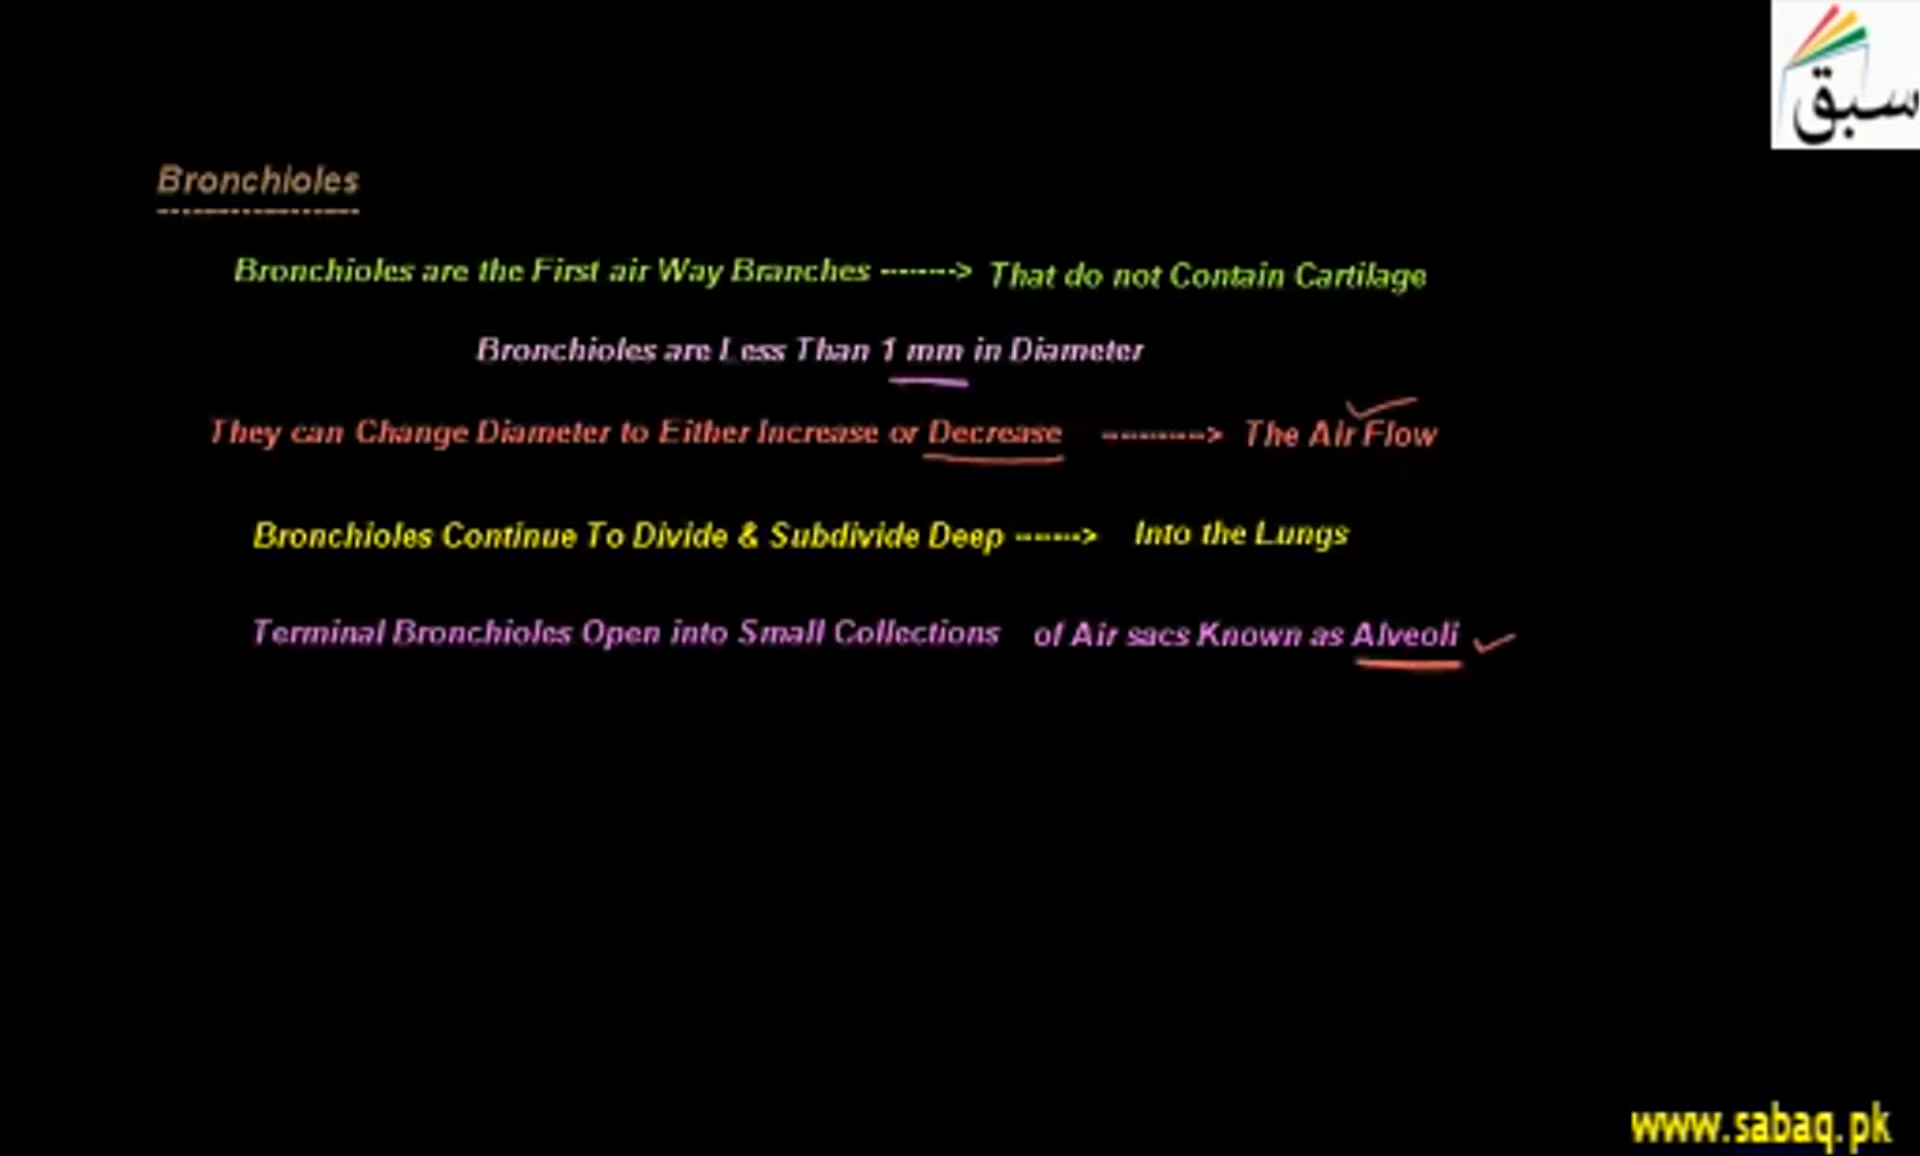 سبق
Bronchioles
Bronchioles are the First air Way Branches --------> That do not Contain Cartilage
Bronchioles are Less Than 1 mm in Diameter
They can Change Diameter to Either Increase or Decrease ----------> The Air Flow
Bronchioles Continue To Divide & Subdivide Deep ------> Into the Lungs
Terminal Bronchioles Open into Small Collections of Air sacs Known as Alveoli
www.sabaq.pk